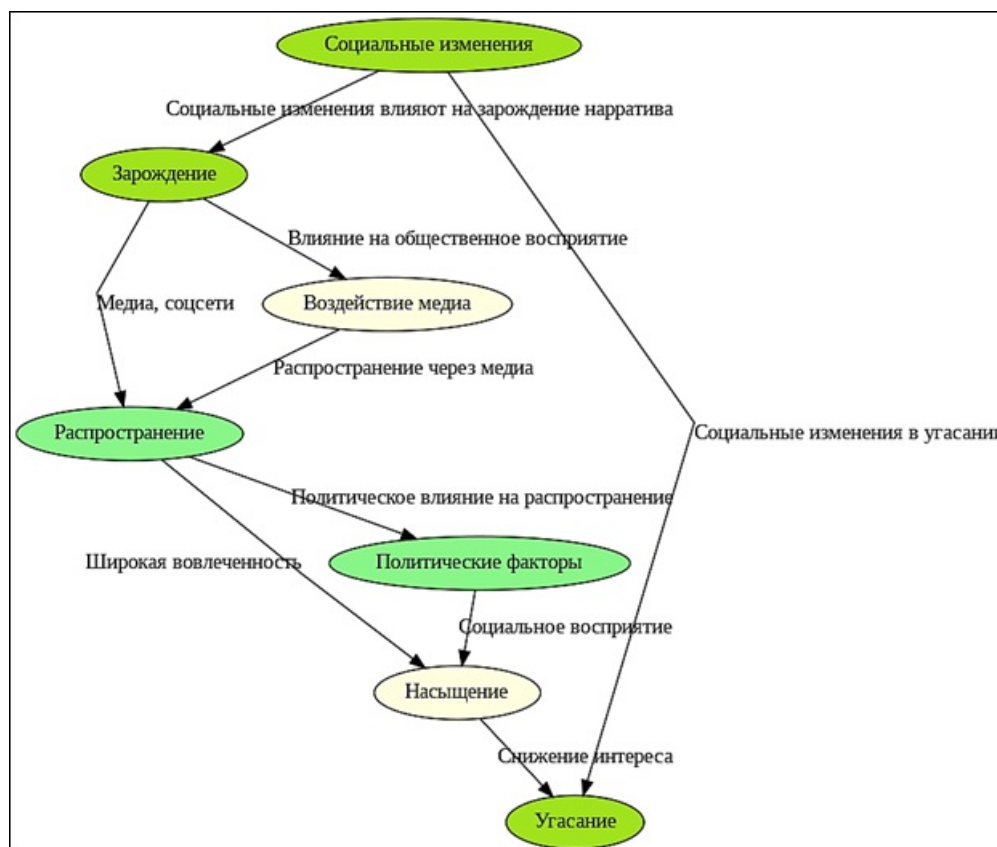 Социальные изменения
Социальные изменения влияют на зарождение нарратива
Зарождение
Влияние на общественное восприятие
Медиа, соцсети
Воздействие медиа
Распространение через медиа
Распространение
Социальные изменения в угасани
Политическое влияние на распространение
Широкая вовлеченность
Политические факторы
Социальное восприятие
Насыщение
Снижение интереса
Угасание